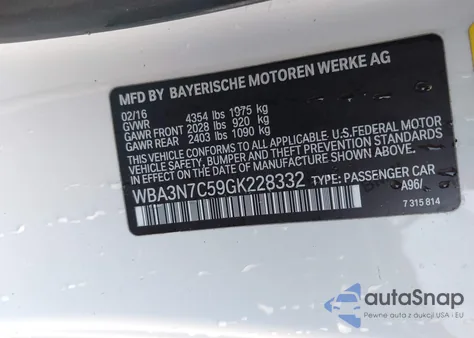 MFD BY BAYERISCHE MOTOREN WERKE AG
02/16
GVWR 4354 lbs 1975 kg
GAWR FRONT 2028 lbs 920 kg
GAWR REAR 2403 lbs 1090 kg
THIS VEHICLE CONFORMS TO ALL APPLICABLE U.S. FEDERAL MOTOR
VEHICLE SAFETY, BUMPER AND THEFT PREVENTION STANDARDS IN
EFFECT ON THE DATE OF MANUFACTURE SHOWN ABOVE.
WBA3N7C59GK228332 TYPE: PASSENGER CAR
A96/
7 315 814
autoSnap
Pewne auta z aukcji USA - EU